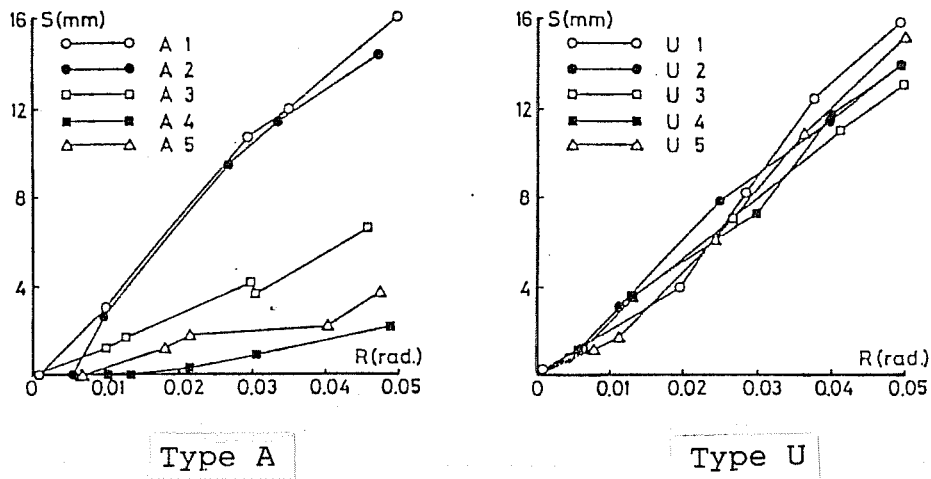 16 S(mm)
A 1
A 2
12
A 3
A 4
A 5
8
4
R(rad.)
0 0.01 0.02 0.03 0.04 0.05
Type A
16 S(mm)
U 1
U 2
12
U 3
U 4
U 5
8
4
R(rad.)
0 0.01 0.02 0.03 0.04 0.05
Type U